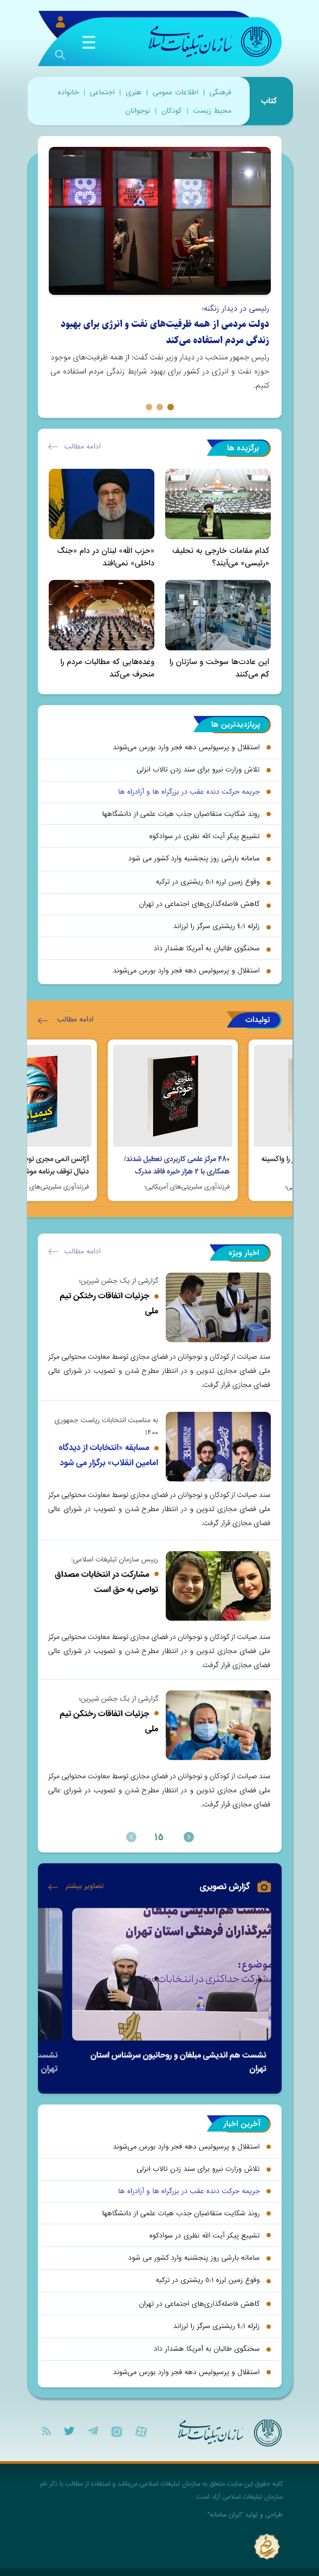 سازمان تبلیغات اسلامی
کتاب
فرهنگی | اطلاعات عمومی | هنری | اجتماعی | خانواده
محیط زیست | کودکان | نوجوانان
رئیسی در دیدار زنگنه؛
دولت مردمی از همه ظرفیت‌های نفت و انرژی برای بهبود
زندگی مردم استفاده می‌کند
رئیس جمهور منتخب در دیدار وزیر نفت گفت: از همه ظرفیت‌های موجود
حوزه نفت و انرژی در کشور برای بهبود شرایط زندگی مردم استفاده می
کنیم.
برگزیده ها
ادامه مطالب
کدام مقامات خارجی به تحلیف
«رئیسی» می‌آیند؟
«حزب الله» لبنان در دام «جنگ
داخلی» نمی‌افتد
این عادت‌ها سوخت و سازتان را
کم می‌کنند
وعده‌هایی که مطالبات مردم را
منحرف می‌کند
پربازدیدترین ها
استقلال و پرسپولیس دهه فجر وارد بورس می‌شوند
تلاش وزارت نیرو برای سند زدن تالاب انزلی
جریمه حرکت دنده عقب در بزرگراه ها و آزادراه ها
روند شکایت متقاضیان جذب هیات علمی از دانشگاهها
تشییع پیکر آیت الله نظری در سوادکوه
سامانه بارشی روز پنجشنبه وارد کشور می شود
وقوع زمین لرزه ٥،١ ریشتری در ترکیه
کاهش فاصله‌گذاری‌های اجتماعی در تهران
زلزله ٤،١ ریشتری سرگز را لرزاند
سخنگوی طالبان به آمریکا هشدار داد
استقلال و پرسپولیس دهه فجر وارد بورس می‌شوند
تولیدات
ادامه مطالب
را واکسینه
۴۸۰ مرکز علمی کاربردی تعطیل شدند/
همکاری با ۲ هزار خبره فاقد مدرک
فرزندآوری سلبریتی‌های آمریکایی؛
آژانس اتمی مجری
دنبال توقف برنامه
فرزندآوری سلبریتی‌های
اخبار ویژه
ادامه مطالب
گزارش از یک جشن شیرین؛
جزئیات اتفاقات رختکن تیم
ملی
سند صیانت از کودکان و نوجوانان در فضای مجازی توسط معاونت محتوایی مرکز
ملی فضای مجازی تدوین و در انتظار مطرح شدن و تصویب در شورای عالی
فضای مجازی قرار گرفت.
به مناسبت انتخابات ریاست جمهوری
۱۴۰۰
مسابقه «انتخابات از دیدگاه
امامین انقلاب» برگزار می شود
سند صیانت از کودکان و نوجوانان در فضای مجازی توسط معاونت محتوایی مرکز
ملی فضای مجازی تدوین و در انتظار مطرح شدن و تصویب در شورای عالی
فضای مجازی قرار گرفت.
رییس سازمان تبلیغات اسلامی:
مشارکت در انتخابات مصداق
تواصی به حق است
سند صیانت از کودکان و نوجوانان در فضای مجازی توسط معاونت محتوایی مرکز
ملی فضای مجازی تدوین و در انتظار مطرح شدن و تصویب در شورای عالی
فضای مجازی قرار گرفت.
گزارشی از یک جشن شیرین؛
جزئیات اتفاقات رختکن تیم
ملی
سند صیانت از کودکان و نوجوانان در فضای مجازی توسط معاونت محتوایی مرکز
ملی فضای مجازی تدوین و در انتظار مطرح شدن و تصویب در شورای عالی
فضای مجازی قرار گرفت.
١٥
گزارش تصویری
تصاویر بیشتر
نشست هم‌اندیشی مبلغان
تاثیرگذاران فرهنگی استان تهران
موضوع:
مشارکت حداکثری در انتخابات
نشست هم اندیشی مبلغان و روحانیون سرشناس استان
تهران
نشست
تهران
آخرین اخبار
استقلال و پرسپولیس دهه فجر وارد بورس می‌شوند
تلاش وزارت نیرو برای سند زدن تالاب انزلی
جریمه حرکت دنده عقب در بزرگراه ها و آزادراه ها
روند شکایت متقاضیان جذب هیات علمی از دانشگاهها
تشییع پیکر آیت الله نظری در سوادکوه
سامانه بارشی روز پنجشنبه وارد کشور می شود
وقوع زمین لرزه ٥،١ ریشتری در ترکیه
کاهش فاصله‌گذاری‌های اجتماعی در تهران
زلزله ٤،١ ریشتری سرگز را لرزاند
سخنگوی طالبان به آمریکا هشدار داد
استقلال و پرسپولیس دهه فجر وارد بورس می‌شوند
سازمان تبلیغات اسلامی
کلیه حقوق این سایت متعلق به سازمان تبلیغات اسلامی می‌باشد و استفاده از مطالب با ذکر نام
سازمان تبلیغات اسلامی آزاد است.
طراحی و تولید "ایران سامانه"